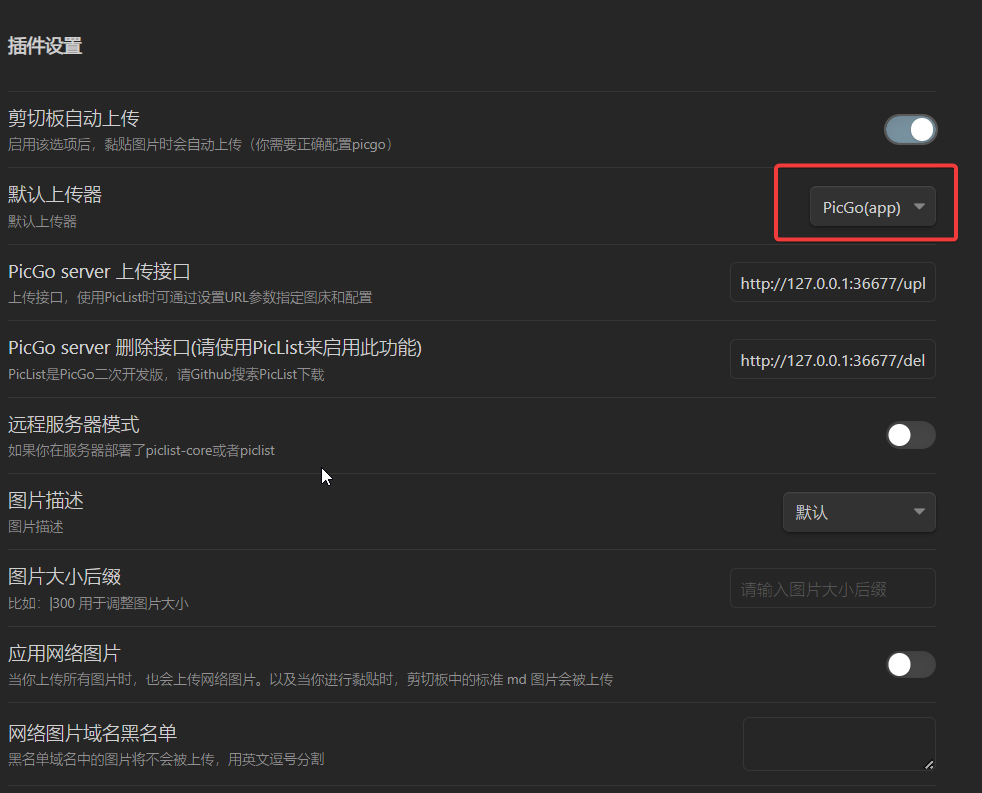 插件设置
剪切板自动上传
启用该选项后，黏贴图片时会自动上传（你需要正确配置picgo）
默认上传器
默认上传器
PicGo(app)
PicGo server 上传接口
上传接口，使用PicList时可通过设置URL参数指定图床和配置
http://127.0.0.1:36677/upl
PicGo server 删除接口(请使用PicList来启用此功能)
PicList是PicGo二次开发版，请Github搜索PicList下载
http://127.0.0.1:36677/del
远程服务器模式
如果你在服务器部署了piclist-core或者piclist
图片描述
图片描述
默认
图片大小后缀
比如：|300 用于调整图片大小
请输入图片大小后缀
应用网络图片
当你上传所有图片时，也会上传网络图片。以及当你进行黏贴时，剪切板中的标准 md 图片会被上传
网络图片域名黑名单
黑名单域名中的图片将不会被上传，用英文逗号分割